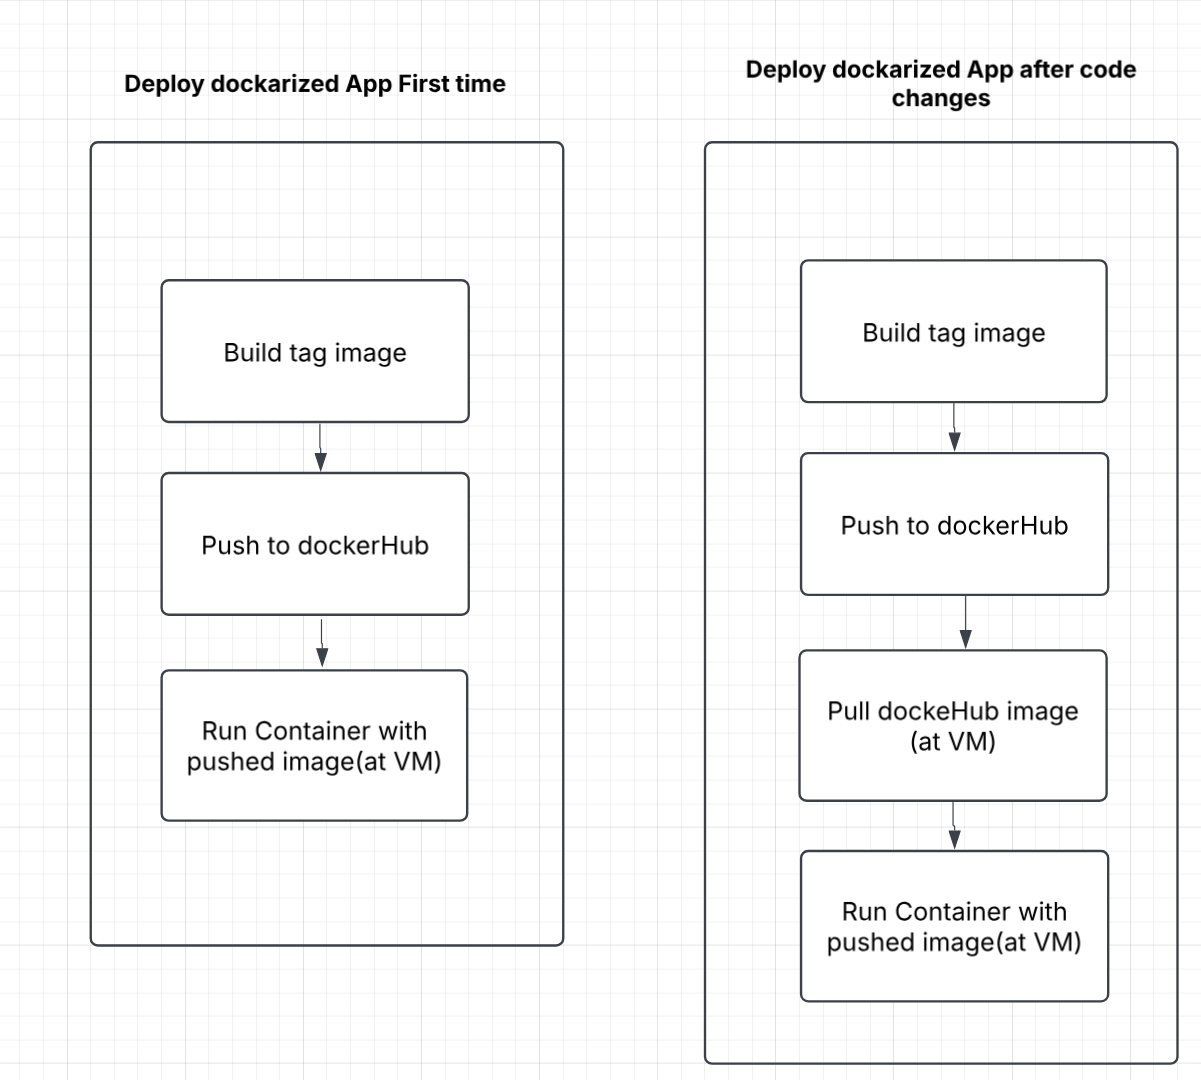 Deploy dockarized App First time
Build tag image
Push to dockerHub
Run Container with
pushed image(at VM)
Deploy dockarized App after code
changes
Build tag image
Push to dockerHub
Pull dockeHub image
(at VM)
Run Container with
pushed image(at VM)